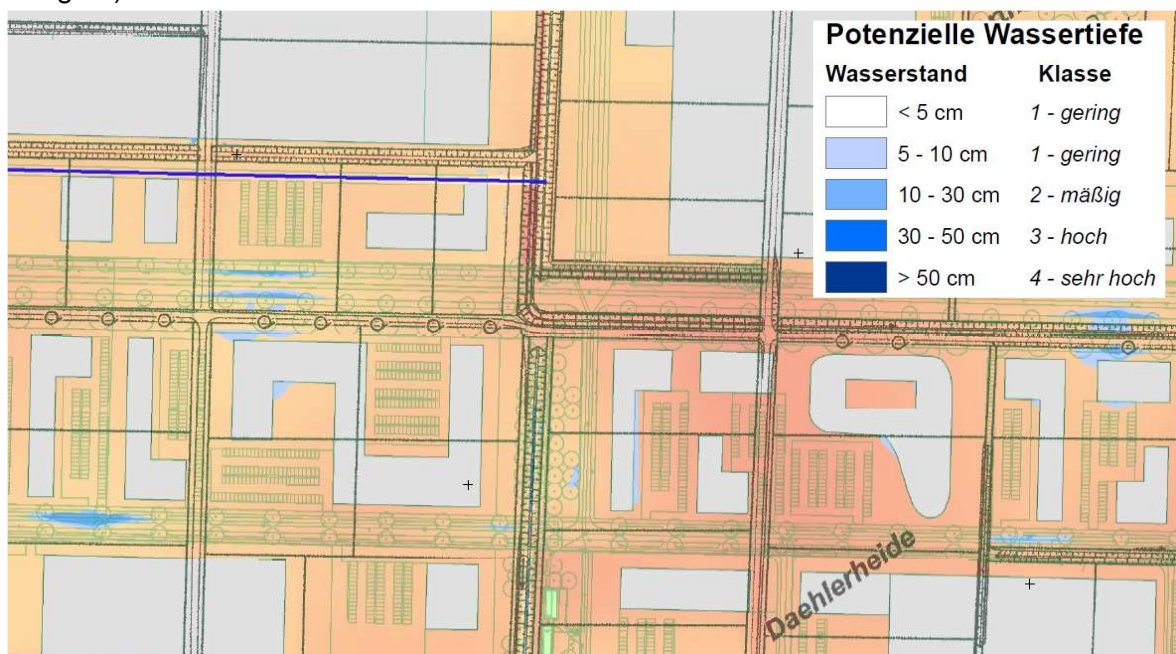 Potenzielle Wassertiefe
Wasserstand Klasse
< 5 cm 1 - gering
5 - 10 cm 1 - gering
10 - 30 cm 2 - mäßig
30 - 50 cm 3 - hoch
> 50 cm 4 - sehr hoch
Daehlerheide